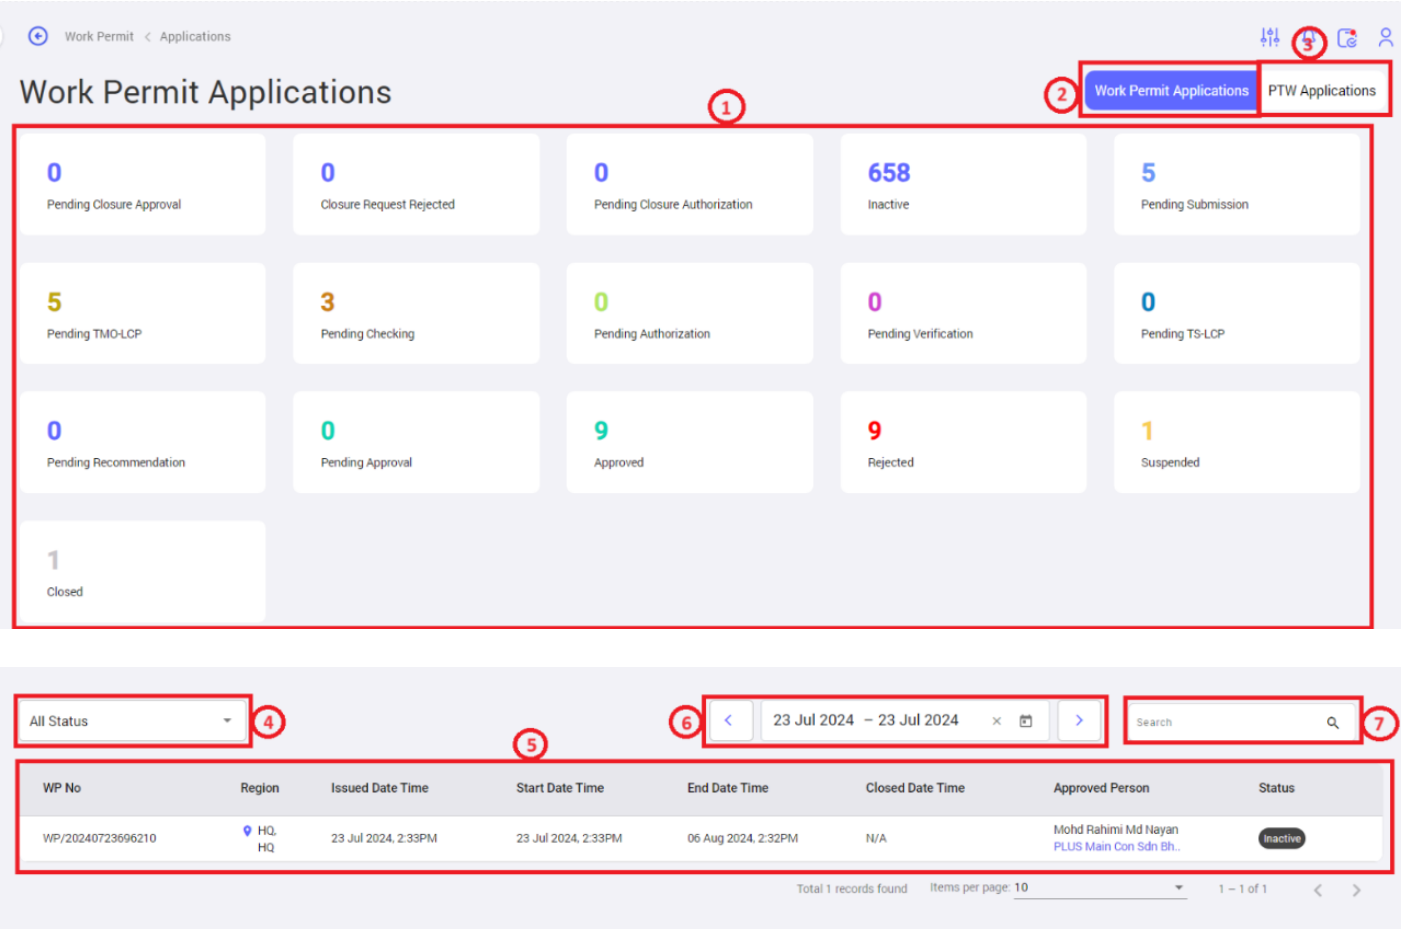 Work Permit < Applications
3
Work Permit Applications
1
2
Work Permit Applications
PTW Applications
0
Pending Closure Approval
0
Closure Request Rejected
0
Pending Closure Authorization
658
Inactive
5
Pending Submission
5
Pending TMO-LCP
3
Pending Checking
0
Pending Authorization
0
Pending Verification
0
Pending TS-LCP
0
Pending Recommendation
0
Pending Approval
9
Approved
9
Rejected
1
Suspended
1
Closed
All Status
4
6
23 Jul 2024 – 23 Jul 2024
Search
7
5
WP No Region Issued Date Time Start Date Time End Date Time Closed Date Time Approved Person Status
WP/20240723696210
HQ,
HQ
23 Jul 2024, 2:33PM
23 Jul 2024, 2:33PM
06 Aug 2024, 2:32PM
N/A
Mohd Rahimi Md Nayan
PLUS Main Con Sdn Bh..
Inactive
Total 1 records found Items per page: 10 1 – 1 of 1